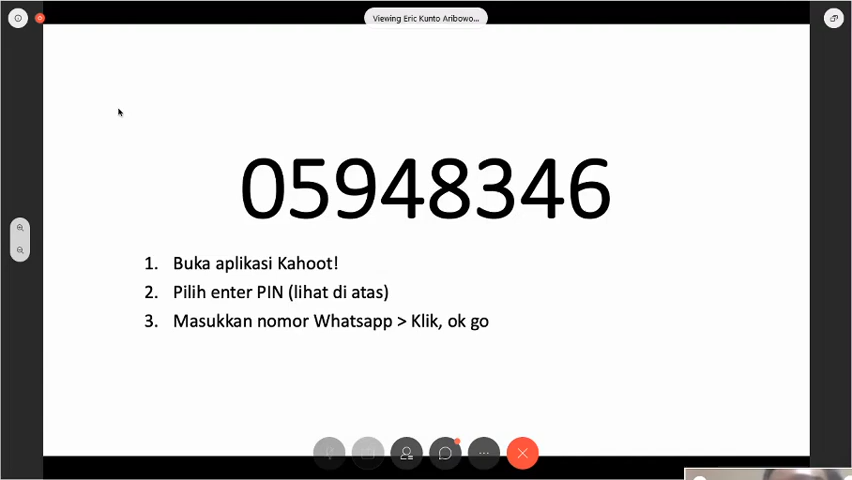 Viewing Eric Kunto Aribowo...
05948346
1. Buka aplikasi Kahoot!
2. Pilih enter PIN (lihat di atas)
3. Masukkan nomor Whatsapp > Klik, ok go